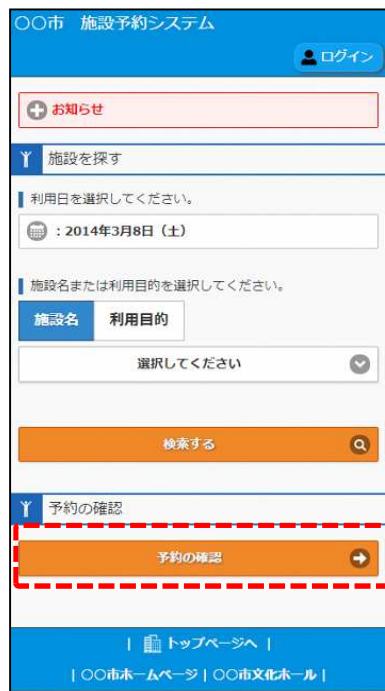 ○○市　施設予約システム
ログイン
お知らせ
施設を探す
利用日を選択してください。
：2014年3月8日（土）
施設名または利用目的を選択してください。
施設名　利用目的
選択してください
検索する
予約の確認
予約の確認
| トップページへ |
| ○○市ホームページ | ○○市文化ホール |